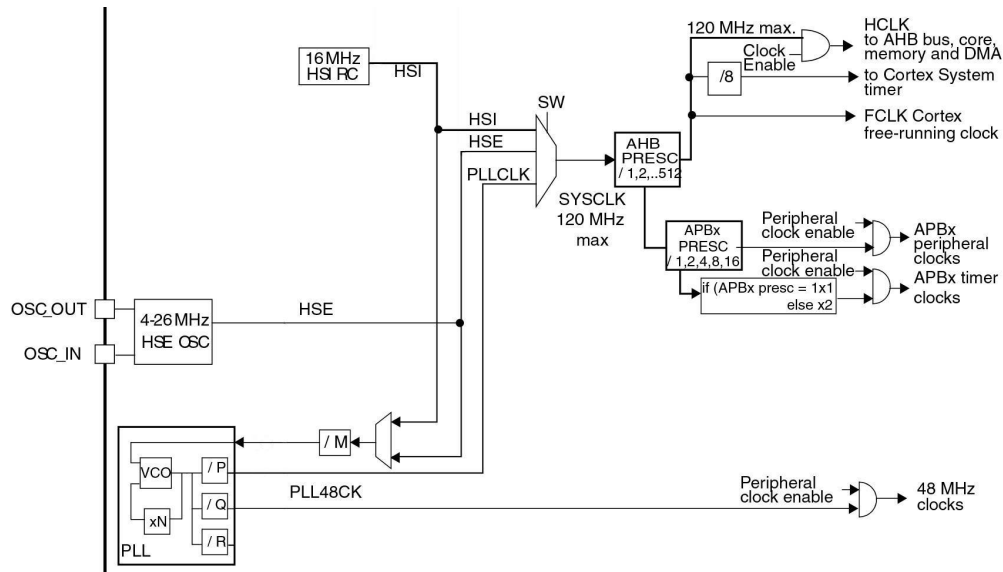 16 MHz
HSI RC
HSI
120 MHz max.
Clock
Enable
HCLK
to AHB bus, core,
memory and DMA
/8
to Cortex System
timer
FCLK Cortex
free-running clock
SW
HSI
HSE
PLLCLK
AHB
PRESC
/ 1,2,..512
SYSCLK
120 MHz
max
APBx
PRESC
/ 1,2,4,8,16
Peripheral
clock enable
APBx
peripheral
clocks
Peripheral
clock enable
if (APBx presc = 1x1
else x2
APBx timer
clocks
OSC_OUT
OSC_IN
4-26 MHz
HSE OSC
HSE
/ M
VCO
xN
/ P
/ Q
/ R
PLL
PLL48CK
Peripheral
clock enable
48 MHz
clocks